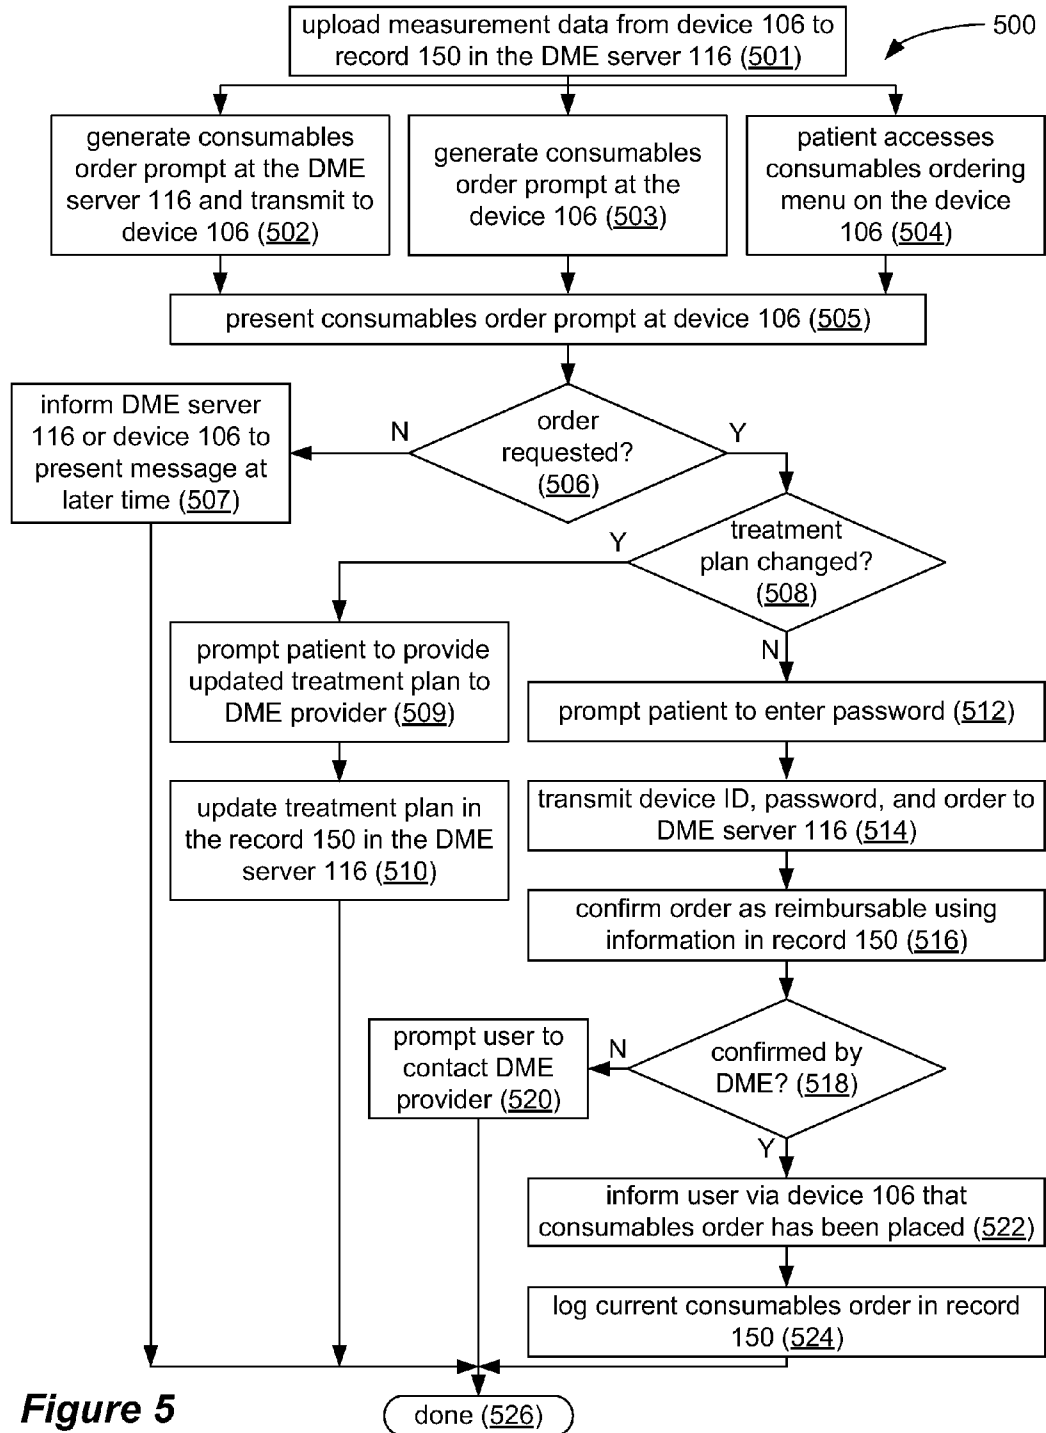 upload measurement data from device 106 to
record 150 in the DME server 116 (501)
500
generate consumables
order prompt at the DME
server 116 and transmit to
device 106 (502)
generate consumables
order prompt at the
device 106 (503)
patient accesses
consumables ordering
menu on the device
106 (504)
present consumables order prompt at device 106 (505)
inform DME server
116 or device 106 to
present message at
later time (507)
N
order
requested?
(506)
Y
Y
treatment
plan changed?
(508)
N
prompt patient to provide
updated treatment plan to
DME provider (509)
prompt patient to enter password (512)
update treatment plan in
the record 150 in the DME
server 116 (510)
transmit device ID, password, and order to
DME server 116 (514)
confirm order as reimbursable using
information in record 150 (516)
prompt user to
contact DME
provider (520)
N
confirmed by
DME? (518)
Y
inform user via device 106 that
consumables order has been placed (522)
log current consumables order in record
150 (524)
Figure 5
done (526)